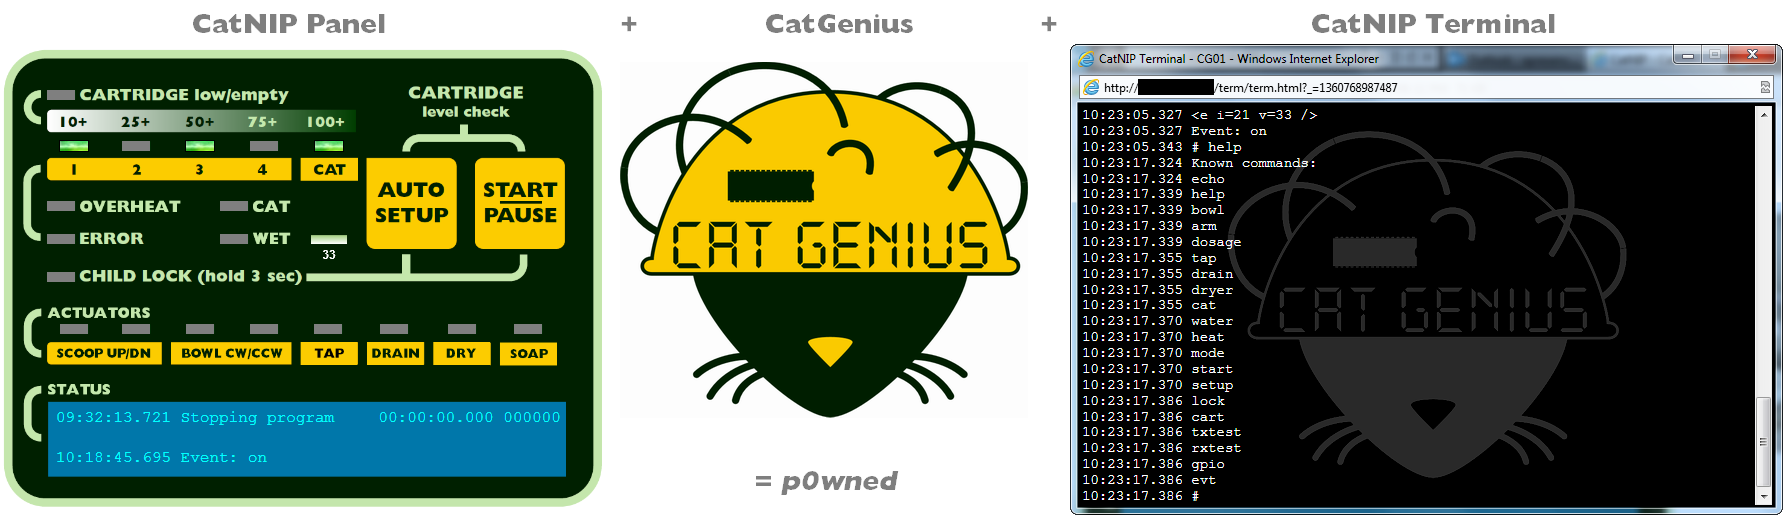 CatNIP Panel + CatGenius + CatNIP Terminal
CARTRIDGE low/empty
10+ 25+ 50+ 75+ 100+
CARTRIDGE
level check
1 2 3 4 CAT
AUTO
SETUP
START
PAUSE
OVERHEAT CAT
ERROR WET
33
CHILD LOCK (hold 3 sec)
ACTUATORS
SCOOP UP/DN BOWL CW/CCW TAP DRAIN DRY SOAP
STATUS
09:32:13.721 Stopping program 00:00:00.000 000000
10:18:45.695 Event: on
CAT GENIUS
= p0wned
CatNIP Terminal - CG01 - Windows Internet Explorer
http://
/term/term.html?_=1360768987487
10:23:05.327 <e i=21 v=33 />
10:23:05.327 Event: on
10:23:05.343 # help
10:23:17.324 Known commands:
10:23:17.324 echo
10:23:17.339 help
10:23:17.339 bowl
10:23:17.339 arm
10:23:17.339 dosage
10:23:17.355 tap
10:23:17.355 drain
10:23:17.355 dryer
10:23:17.355 cat
10:23:17.370 water
10:23:17.370 heat
10:23:17.370 mode
10:23:17.370 start
10:23:17.370 setup
10:23:17.386 lock
10:23:17.386 cart
10:23:17.386 txtest
10:23:17.386 rxtest
10:23:17.386 gpio
10:23:17.386 evt
10:23:17.386 #
CAT GENIUS